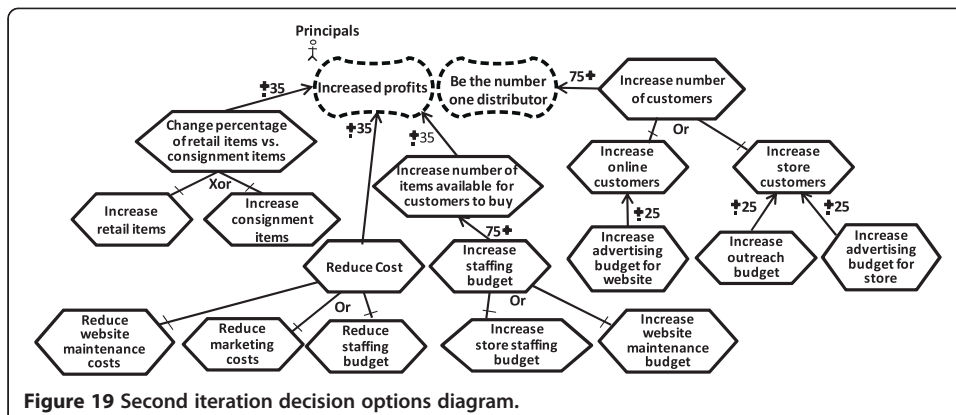 Principals
Increased profits
Be the number
one distributor
75+
Increase number
of customers
±35
Change percentage
of retail items vs.
consignment items
±35
±35
Or
Increase
online
customers
Increase
store
customers
Xor
Increase
retail items
Increase
consignment
items
Increase number of
items available for
customers to buy
±25
±25
±25
75+
Reduce Cost
Increase
staffing
budget
Increase
advertising
budget for
website
Increase
outreach
budget
Increase
advertising
budget for
store
Or
Or
Reduce
website
maintenance
costs
Reduce
marketing
costs
Reduce
staffing
budget
Increase
store staffing
budget
Increase
website
maintenance
budget
Figure 19 Second iteration decision options diagram.